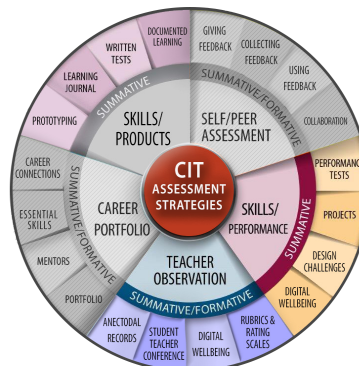 CIT
ASSESSMENT
STRATEGIES
SKILLS/
PRODUCTS
SUMMATIVE
PROTOTYPING
LEARNING
JOURNAL
WRITTEN
TESTS
DOCUMENTED
LEARNING
SELF/PEER
ASSESSMENT
SUMMATIVE/FORMATIVE
GIVING
FEEDBACK
COLLECTING
FEEDBACK
USING
FEEDBACK
COLLABORATION
SKILLS/
PERFORMANCE
SUMMATIVE
PERFORMANCE
TESTS
PROJECTS
DESIGN
CHALLENGES
DIGITAL
WELLBEING
TEACHER
OBSERVATION
SUMMATIVE/FORMATIVE
RUBRICS &
RATING
SCALES
DIGITAL
WELLBEING
STUDENT
TEACHER
CONFERENCE
ANECTODAL
RECORDS
CAREER
PORTFOLIO
SUMMATIVE/FORMATIVE
PORTFOLIO
MENTORS
ESSENTIAL
SKILLS
CAREER
CONNECTIONS